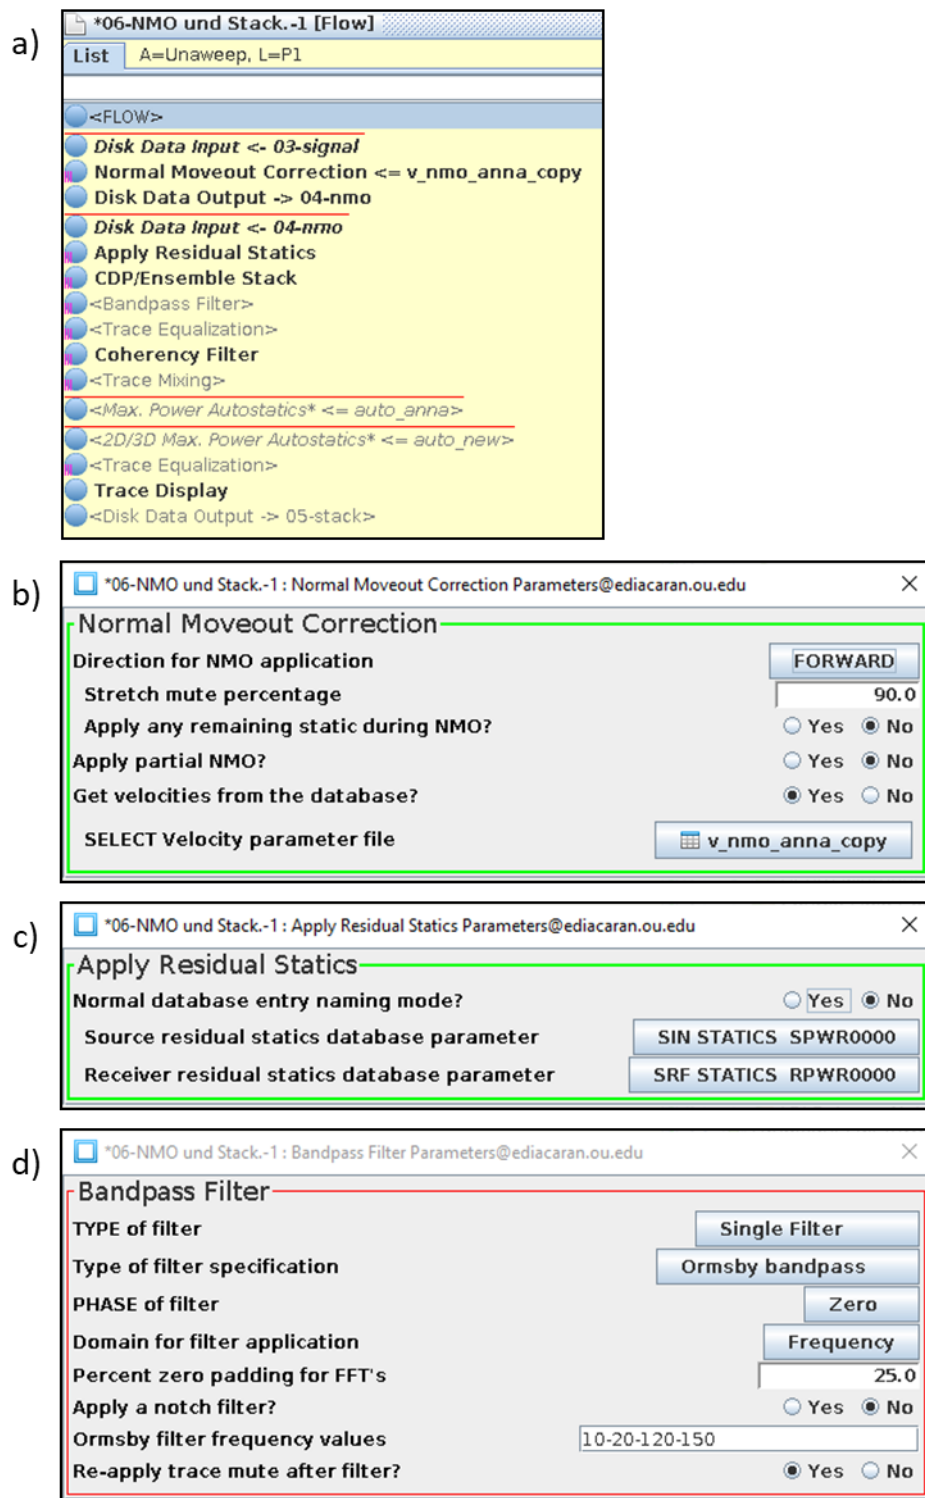 a)
*06-NMO und Stack.-1 [Flow]
List A=Unaweep, L=P1
<FLOW>
Disk Data Input <- 03-signal
Normal Moveout Correction <= v_nmo_anna_copy
Disk Data Output -> 04-nmo
Disk Data Input <- 04-nmo
Apply Residual Statics
CDP/Ensemble Stack
<Bandpass Filter>
<Trace Equalization>
Coherency Filter
<Trace Mixing>
<Max. Power Autostatics* <= auto_anna>
<2D/3D Max. Power Autostatics* <= auto_new>
<Trace Equalization>
Trace Display
<Disk Data Output -> 05-stack>
b)
*06-NMO und Stack.-1 : Normal Moveout Correction Parameters@ediacaran.ou.edu
Normal Moveout Correction
Direction for NMO application FORWARD
Stretch mute percentage 90.0
Apply any remaining static during NMO? Yes No
Apply partial NMO? Yes No
Get velocities from the database? Yes No
SELECT Velocity parameter file v_nmo_anna_copy
c)
*06-NMO und Stack.-1 : Apply Residual Statics Parameters@ediacaran.ou.edu
Apply Residual Statics
Normal database entry naming mode? Yes No
Source residual statics database parameter SIN STATICS SPWR0000
Receiver residual statics database parameter SRF STATICS RPWR0000
d)
*06-NMO und Stack.-1 : Bandpass Filter Parameters@ediacaran.ou.edu
Bandpass Filter
TYPE of filter Single Filter
Type of filter specification Ormsby bandpass
PHASE of filter Zero
Domain for filter application Frequency
Percent zero padding for FFT's 25.0
Apply a notch filter? Yes No
Ormsby filter frequency values 10-20-120-150
Re-apply trace mute after filter? Yes No